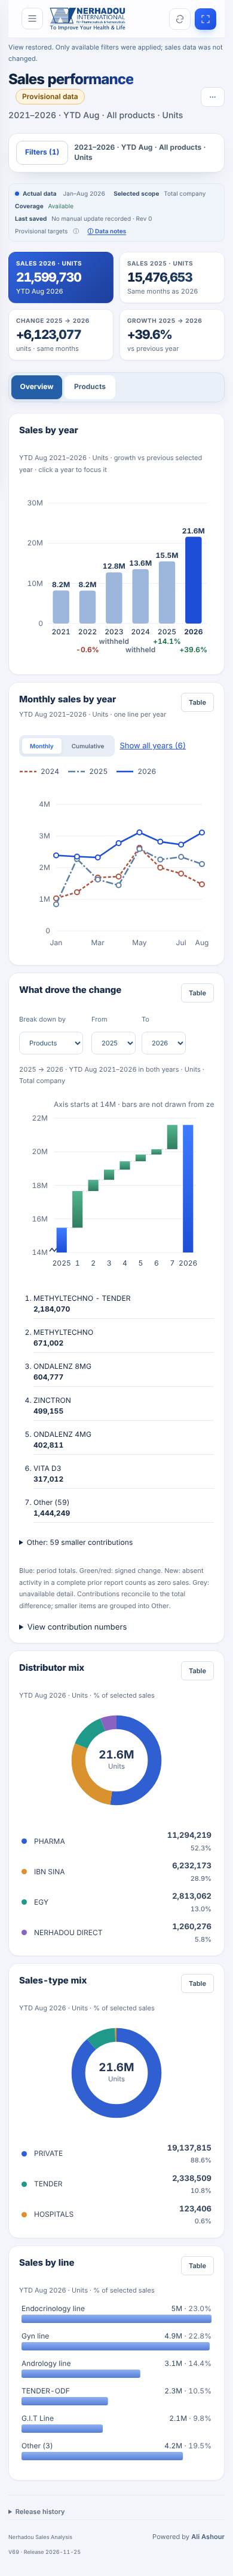 NERHADOU
INTERNATIONAL
To Improve Your Health & Life
View restored. Only available filters were applied; sales data was not
changed.
Sales performance
Provisional data
2021–2026 · YTD Aug · All products · Units
Filters (1)
2021–2026 · YTD Aug · All products ·
Units
Actual data Jan–Aug 2026 Selected scope Total company
Coverage Available
Last saved No manual update recorded · Rev 0
Provisional targets ⓘ ⓘ Data notes
SALES 2026 · UNITS
21,599,730
YTD Aug 2026
SALES 2025 · UNITS
15,476,653
Same months as 2026
CHANGE 2025 → 2026
+6,123,077
units · same months
GROWTH 2025 → 2026
+39.6%
vs previous year
Overview
Products
Sales by year
YTD Aug 2021–2026 · Units · growth vs previous selected
year · click a year to focus it
30M
20M
10M
0
8.2M 8.2M 12.8M 13.6M 15.5M 21.6M
2021 2022 2023 2024 2025 2026
withheld +14.1%
-0.6% withheld +39.6%
Monthly sales by year
Table
YTD Aug 2021–2026 · Units · one line per year
Monthly Cumulative Show all years (6)
2024 2025 2026
4M
3M
2M
1M
0
Jan Mar May Jul Aug
What drove the change
Table
Break down by From To
Products 2025 2026
2025 → 2026 · YTD Aug 2021–2026 in both years · Units ·
Total company
Axis starts at 14M · bars are not drawn from ze
22M
20M
18M
16M
14M
2025 1 2 3 4 5 6 7 2026
1. METHYLTECHNO - TENDER
2,184,070
2. METHYLTECHNO
671,002
3. ONDALENZ 8MG
604,777
4. ZINCTRON
499,155
5. ONDALENZ 4MG
402,811
6. VITA D3
317,012
7. Other (59)
1,444,249
Other: 59 smaller contributions
Blue: period totals. Green/red: signed change. New: absent
activity in a complete report counts as zero sales. Grey:
unavailable detail. Contributions reconcile to the total
difference; smaller items are grouped into Other.
View contribution numbers
Distributor mix
Table
YTD Aug 2026 · Units · % of selected sales
21.6M
Units
PHARMA 11,294,219
52.3%
IBN SINA 6,232,173
28.9%
EGY 2,813,062
13.0%
NERHADOU DIRECT 1,260,276
5.8%
Sales-type mix
Table
YTD Aug 2026 · Units · % of selected sales
21.6M
Units
PRIVATE 19,137,815
88.6%
TENDER 2,338,509
10.8%
HOSPITALS 123,406
0.6%
Sales by line
Table
YTD Aug 2026 · Units · % of selected sales
Endocrinology line 5M · 23.0%
Gyn line 4.9M · 22.8%
Andrology line 3.1M · 14.4%
TENDER-ODF 2.3M · 10.5%
G.I.T Line 2.1M · 9.8%
Other (3) 4.2M · 19.5%
Release history
Nerhadou Sales Analysis Powered by Ali Ashour
V69 · Release 2026-11-25